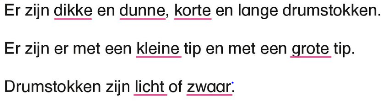 Er zijn dikke en dunne, korte en lange drumstokken.
Er zijn er met een kleine tip en met een grote tip.
Drumstokken zijn licht of zwaar.